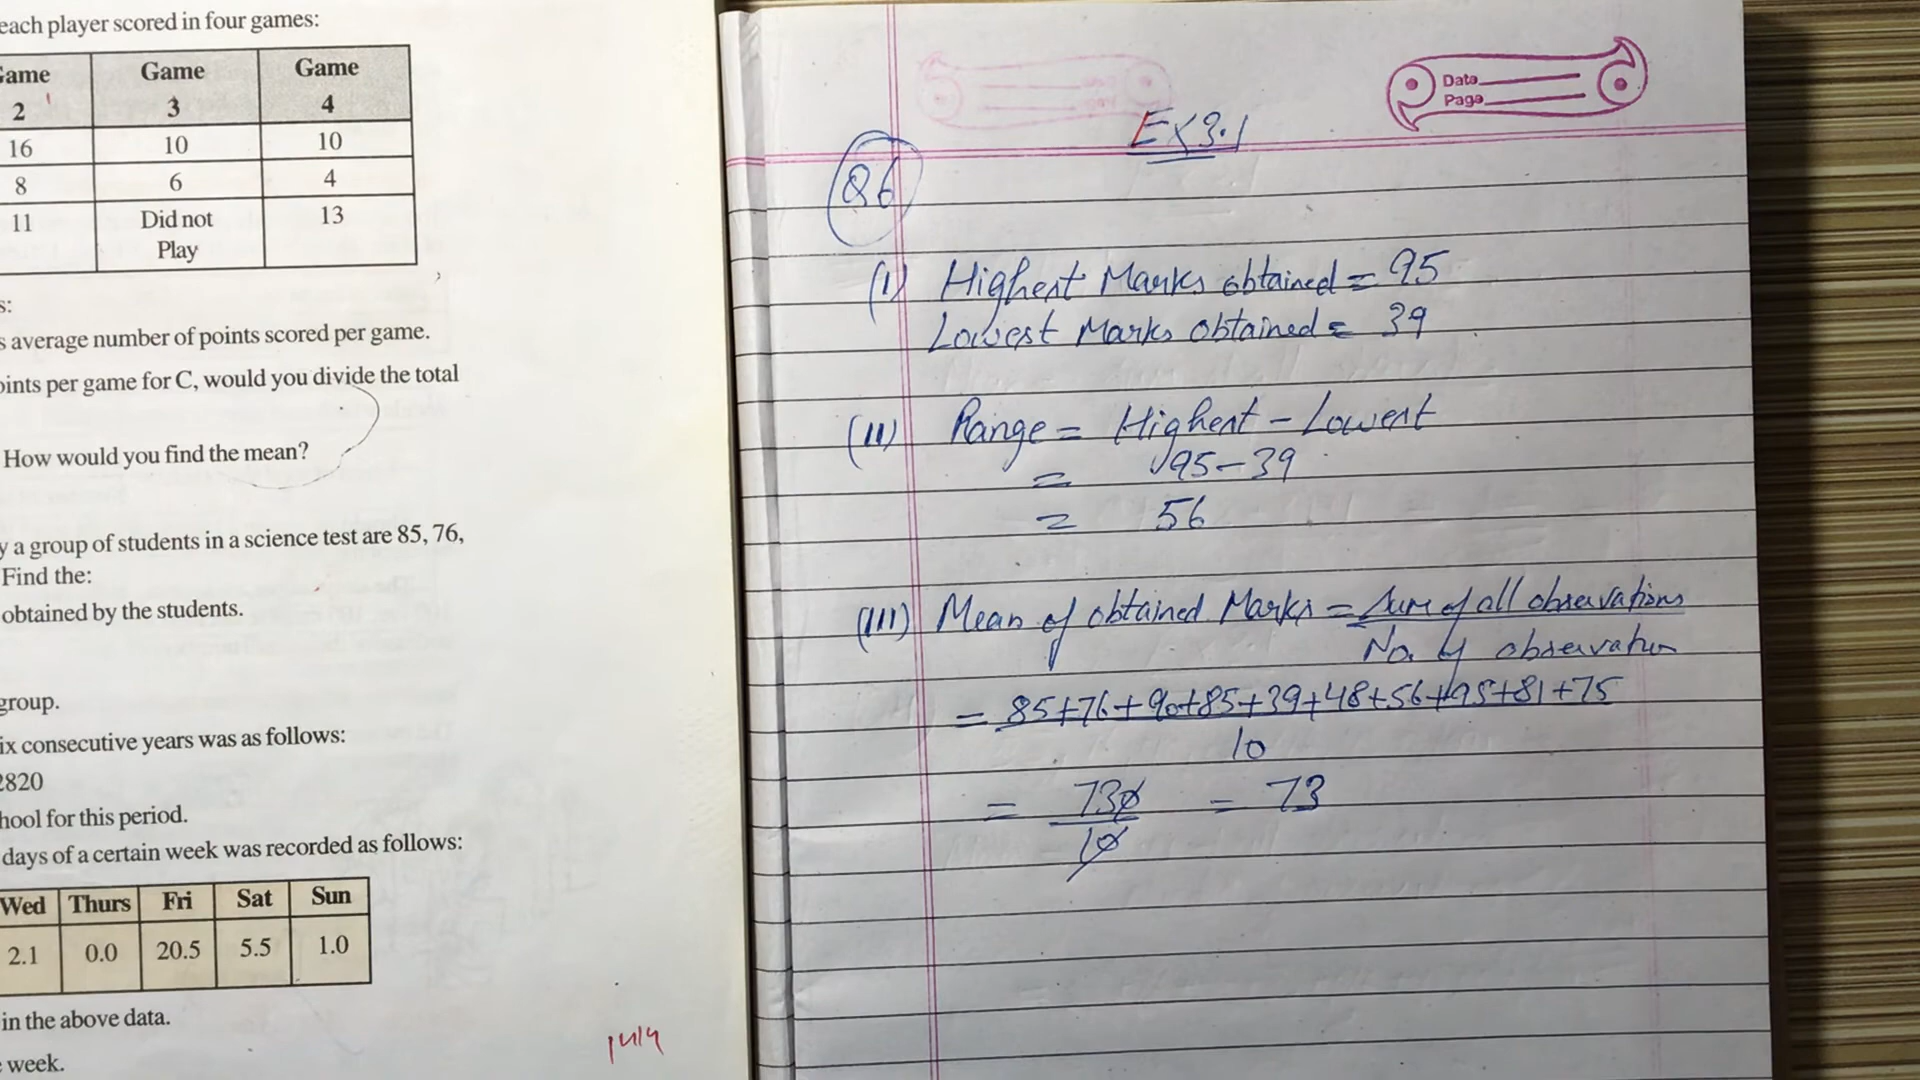 each player scored in four games:
Game Game Game
2 3 4
16 10 10
8 6 4
11 Did not 13
Play
s:
s average number of points scored per game.
oints per game for C, would you divide the total
How would you find the mean?
y a group of students in a science test are 85, 76,
Find the:
obtained by the students.
group.
ix consecutive years was as follows:
2820
hool for this period.
days of a certain week was recorded as follows:
Wed Thurs Fri Sat Sun
2.1 0.0 20.5 5.5 1.0
in the above data.
week.
Date
Page
Ex 3.1
Q6
(I) Highest Marks obtained = 95
Lowest Marks obtained = 39
(II) Range = Highest - Lowest
= 95-39
= 56
(III) Mean of obtained Marks = Sum of all observations
No. of observation
= 85+76+90+85+39+48+56+95+81+75
10
= 730 = 73
10